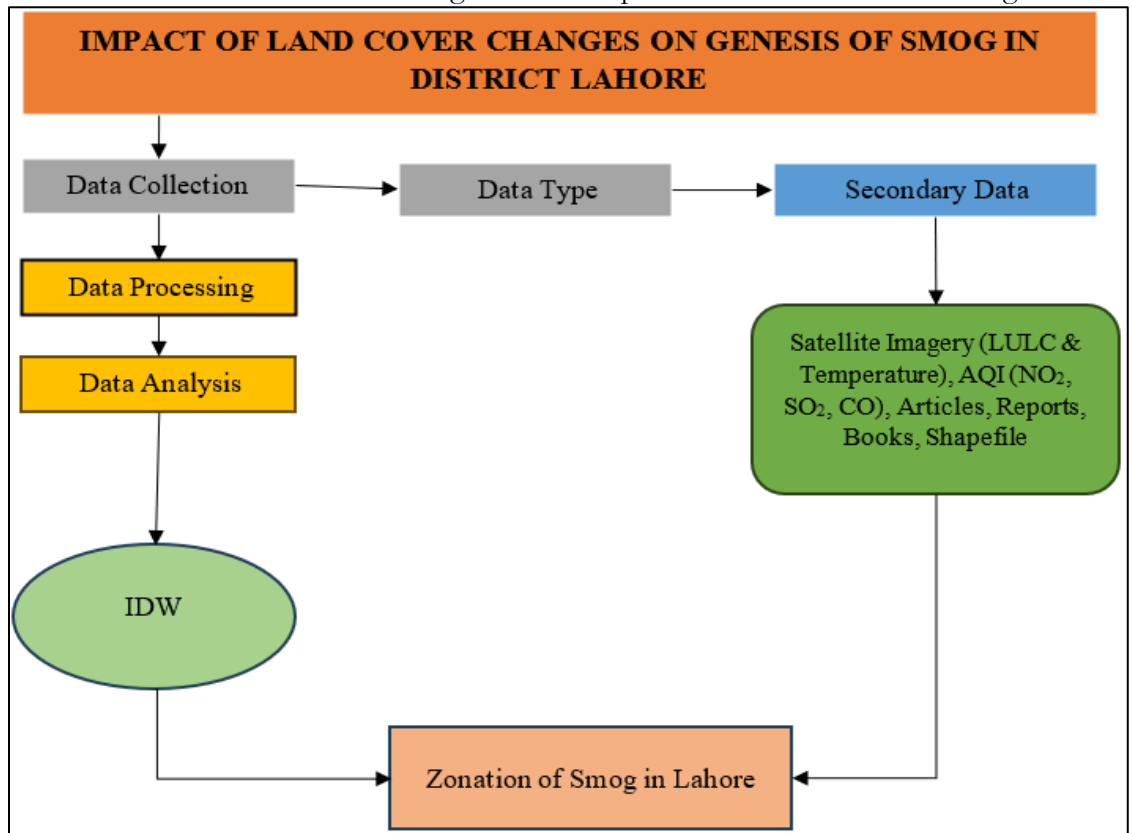 IMPACT OF LAND COVER CHANGES ON GENESIS OF SMOG IN
DISTRICT LAHORE
Data Collection
Data Type
Secondary Data
Data Processing
Data Analysis
Satellite Imagery (LULC &
Temperature), AQI (NO₂,
SO₂, CO), Articles, Reports,
Books, Shapefile
IDW
Zonation of Smog in Lahore